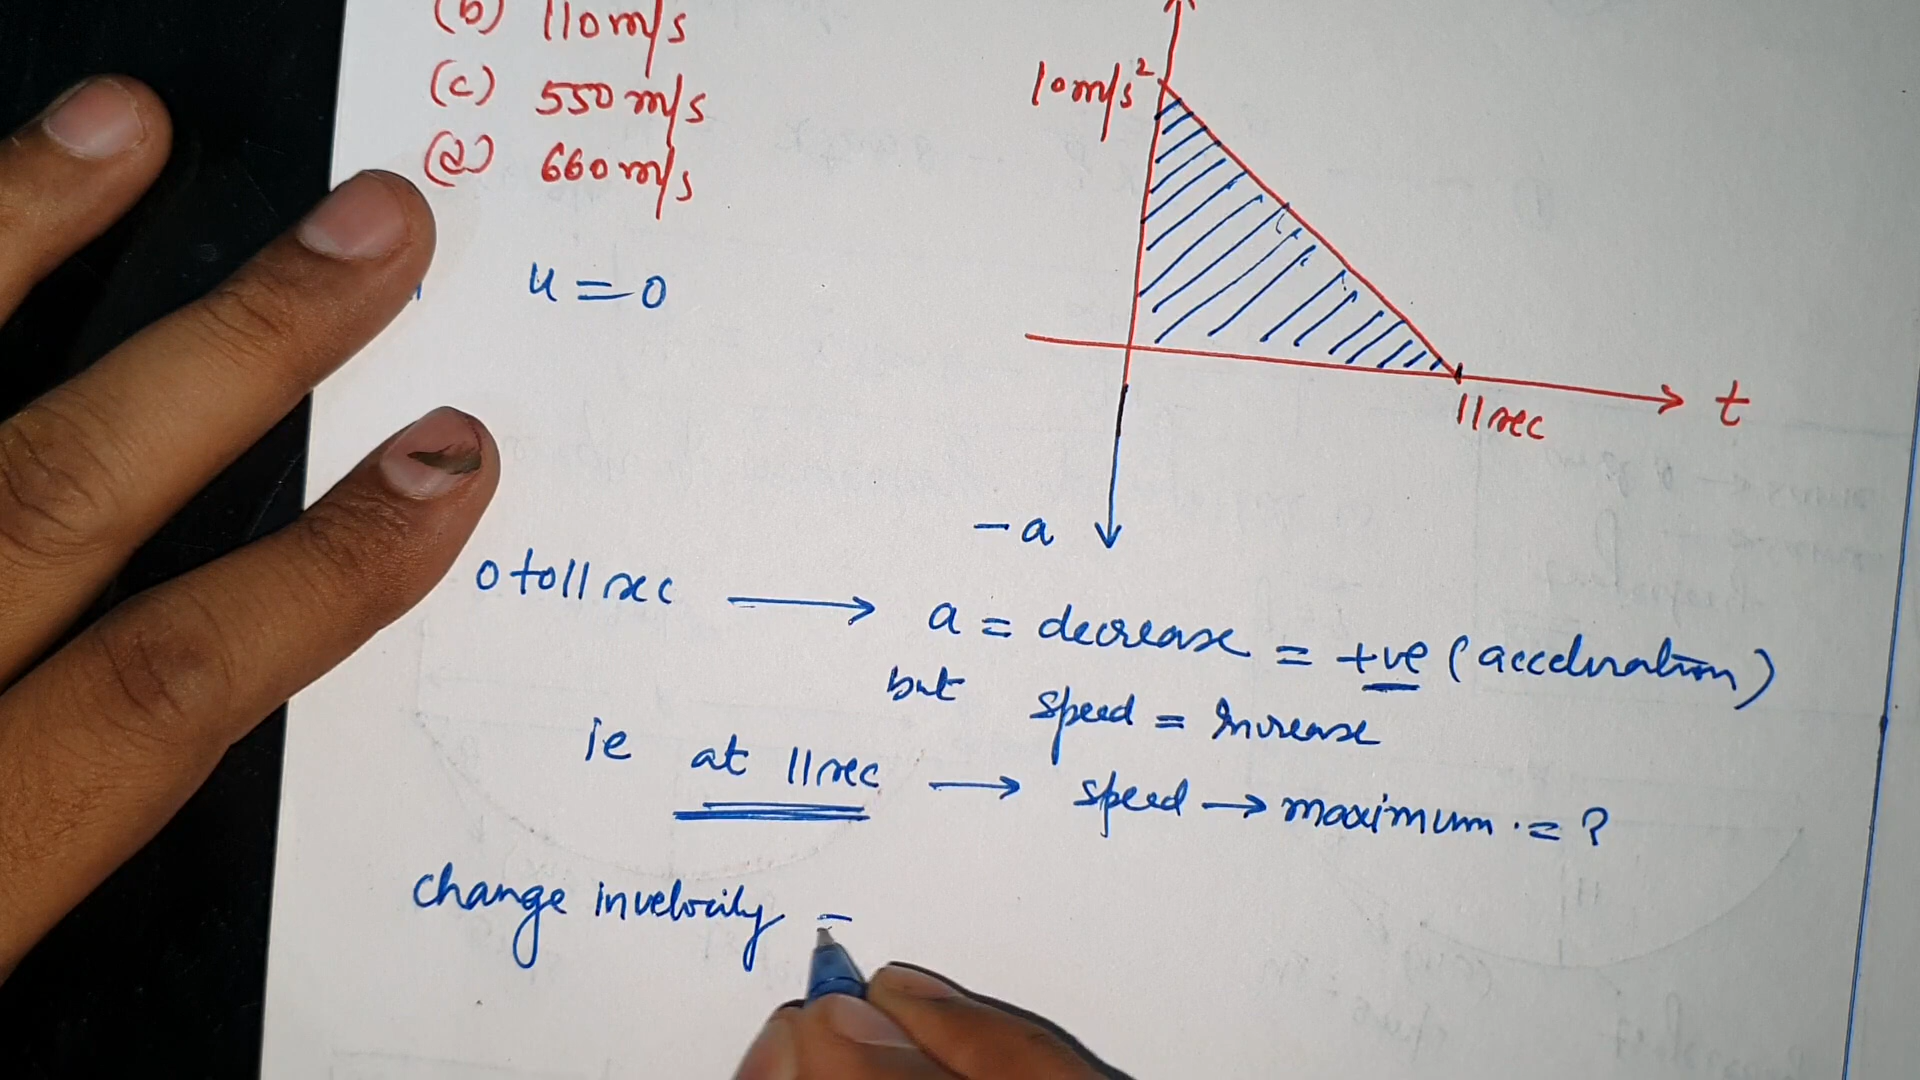 (b) 110 m/s
(c) 550 m/s
(d) 660 m/s
10 m/s²
u = 0
t
11 sec
-a
0 to 11 sec → a = decrease = +ve (acceleration)
but speed = Increase
ie at 11 sec → speed → maximum . = ?
change in velocity =